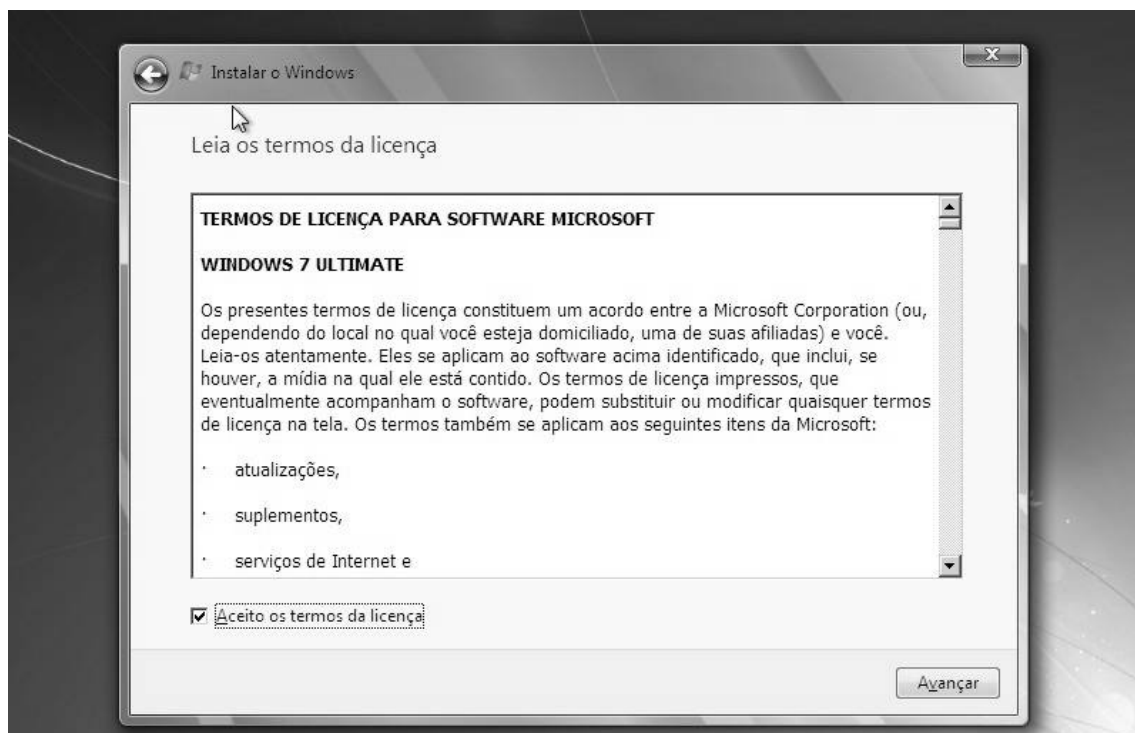 Instalar o Windows
Leia os termos da licença
TERMOS DE LICENÇA PARA SOFTWARE MICROSOFT
WINDOWS 7 ULTIMATE
Os presentes termos de licença constituem um acordo entre a Microsoft Corporation (ou,
dependendo do local no qual você esteja domiciliado, uma de suas afiliadas) e você.
Leia-os atentamente. Eles se aplicam ao software acima identificado, que inclui, se
houver, a mídia na qual ele está contido. Os termos de licença impressos, que
eventualmente acompanham o software, podem substituir ou modificar quaisquer termos
de licença na tela. Os termos também se aplicam aos seguintes itens da Microsoft:
· atualizações,
· suplementos,
· serviços de Internet e
Aceito os termos da licença
Avançar